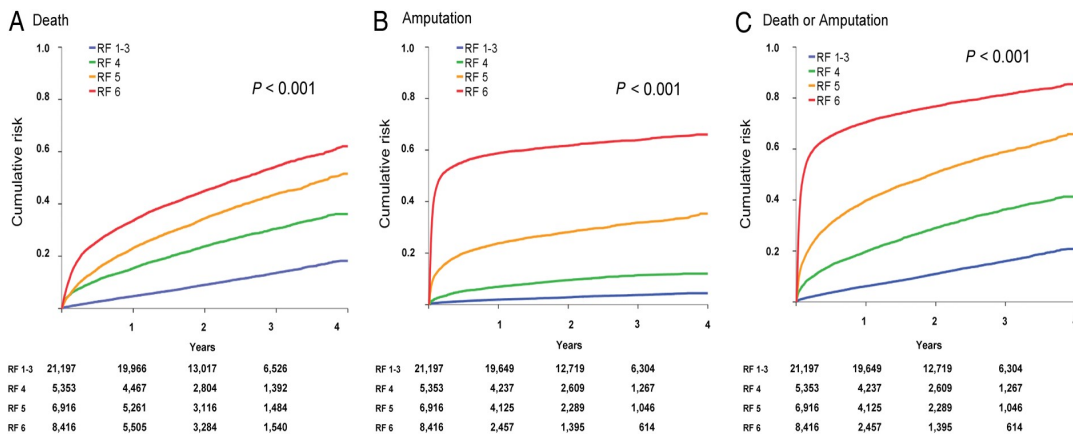 A Death
RF 1-3
RF 4
RF 5
RF 6
P < 0.001
Cumulative risk
1.0
0.8
0.6
0.4
0.2
1 2 3 4
Years
RF 1-3 21,197 19,966 13,017 6,526
RF 4 5,353 4,467 2,804 1,392
RF 5 6,916 5,261 3,116 1,484
RF 6 8,416 5,505 3,284 1,540
B Amputation
RF 1-3
RF 4
RF 5
RF 6
P < 0.001
Cumulative risk
1.0
0.8
0.6
0.4
0.2
1 2 3 4
Years
RF 1-3 21,197 19,649 12,719 6,304
RF 4 5,353 4,237 2,609 1,267
RF 5 6,916 4,125 2,289 1,046
RF 6 8,416 2,457 1,395 614
C Death or Amputation
RF 1-3
RF 4
RF 5
RF 6
P < 0.001
Cumulative risk
1.0
0.8
0.6
0.4
0.2
1 2 3
Years
RF 1-3 21,197 19,649 12,719 6,304
RF 4 5,353 4,237 2,609 1,267
RF 5 6,916 4,125 2,289 1,046
RF 6 8,416 2,457 1,395 614